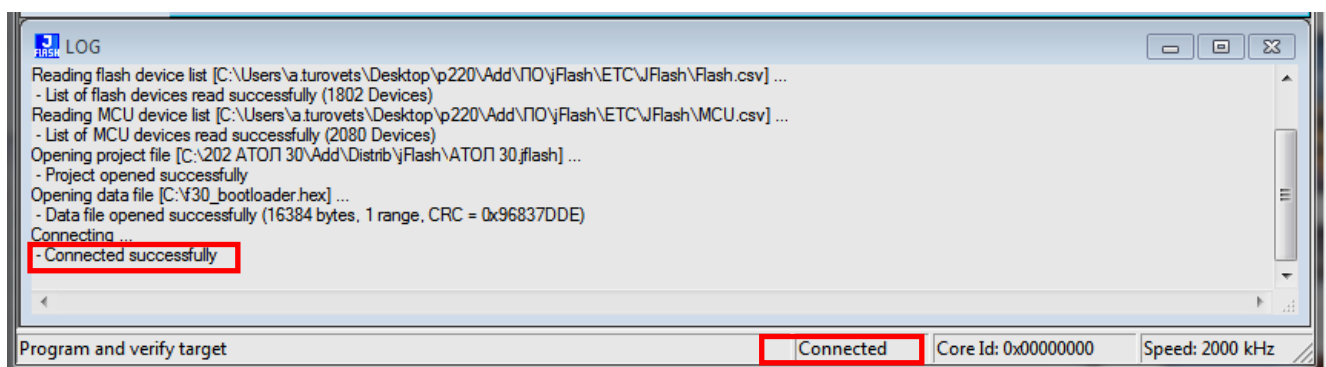 J
FLASH
LOG
Reading flash device list [C:\Users\a.turovets\Desktop\p220\Add\ПО\jFlash\ETC\JFlash\Flash.csv] ...
- List of flash devices read successfully (1802 Devices)
Reading MCU device list [C:\Users\a.turovets\Desktop\p220\Add\ПО\jFlash\ETC\JFlash\MCU.csv] ...
- List of MCU devices read successfully (2080 Devices)
Opening project file [C:\202 АТОЛ 30\Add\Distrib\jFlash\АТОЛ 30.jflash] ...
- Project opened successfully
Opening data file [C:\f30_bootloader.hex] ...
- Data file opened successfully (16384 bytes, 1 range, CRC = 0x96837DDE)
Connecting ...
- Connected successfully
Program and verify target Connected Core Id: 0x00000000 Speed: 2000 kHz